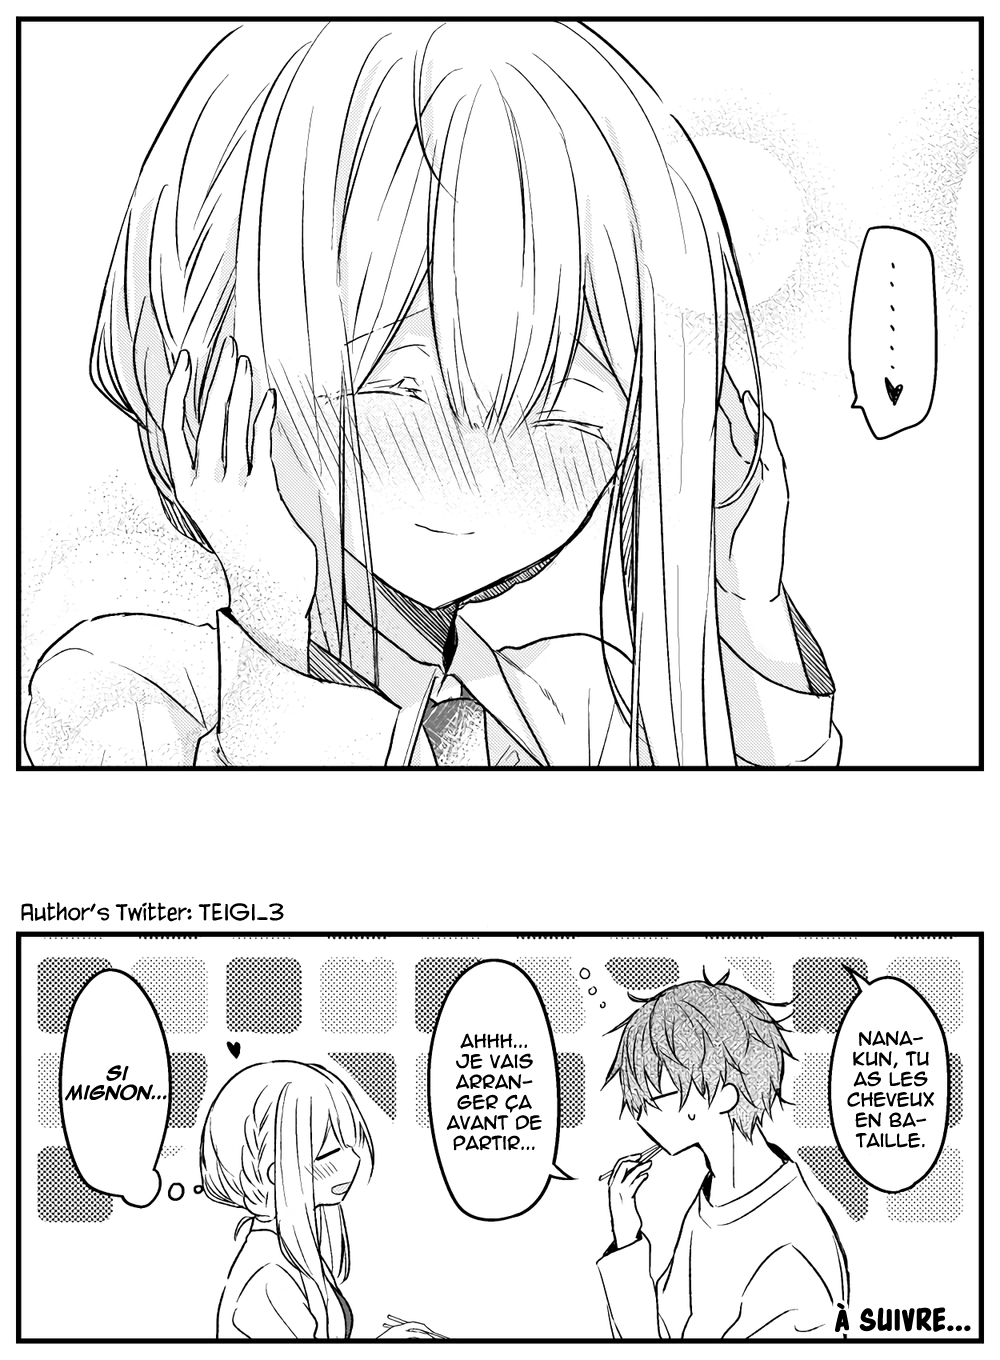 ........♥
Author's Twitter: TEIGI_3
NANA-
KUN, TU
AS LES
CHEVEUX
EN BA-
TAILLE.
AHHH...
JE VAIS
ARRAN-
GER ÇA
AVANT DE
PARTIR...
SI
MIGNON...
À SUIVRE...